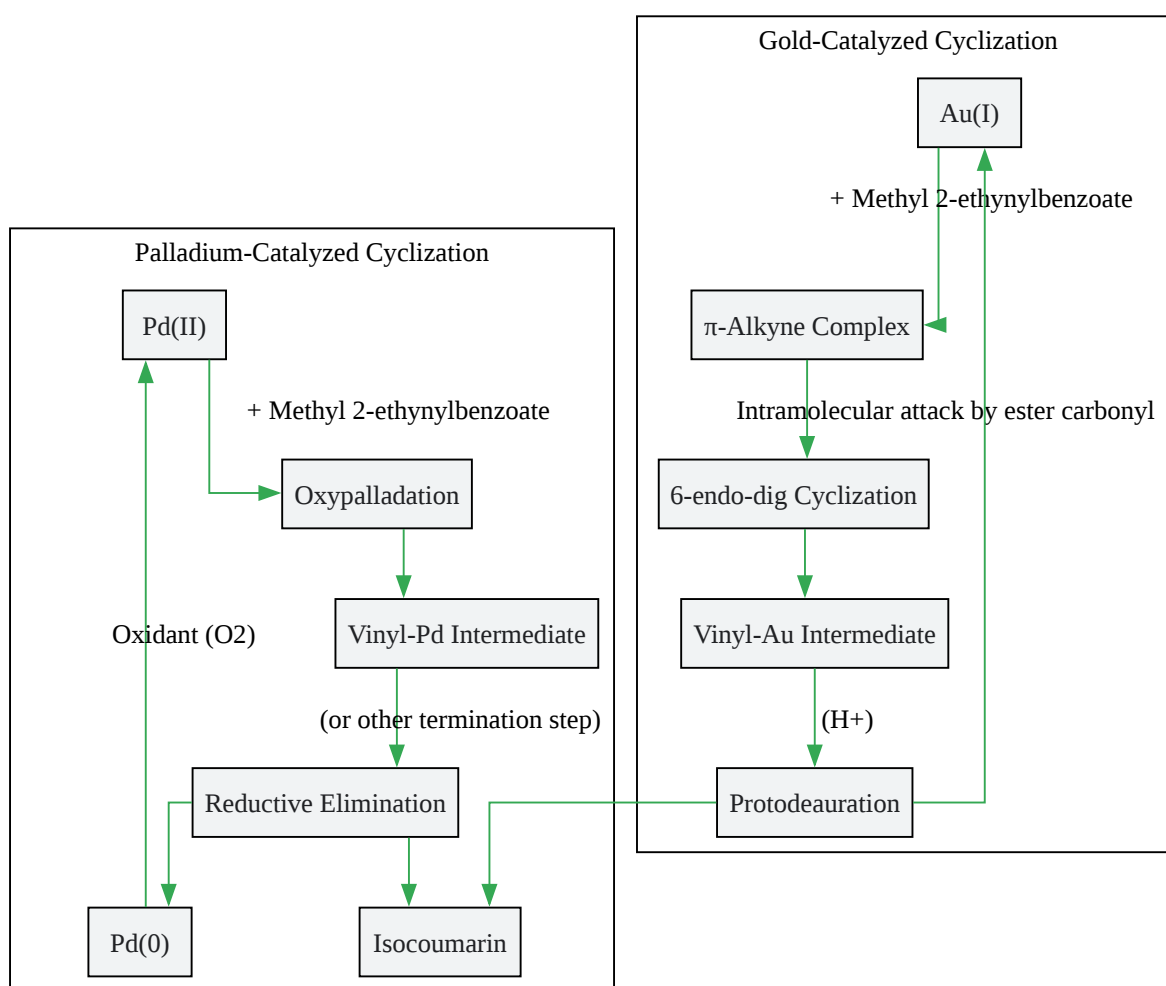 Gold-Catalyzed Cyclization
Au(I)
+ Methyl 2-ethynylbenzoate
π-Alkyne Complex
Intramolecular attack by ester carbonyl
6-endo-dig Cyclization
Vinyl-Au Intermediate
(H+)
Protodeauration
Palladium-Catalyzed Cyclization
Pd(II)
+ Methyl 2-ethynylbenzoate
Oxypalladation
Vinyl-Pd Intermediate
Oxidant (O2)
(or other termination step)
Reductive Elimination
Pd(0)
Isocoumarin